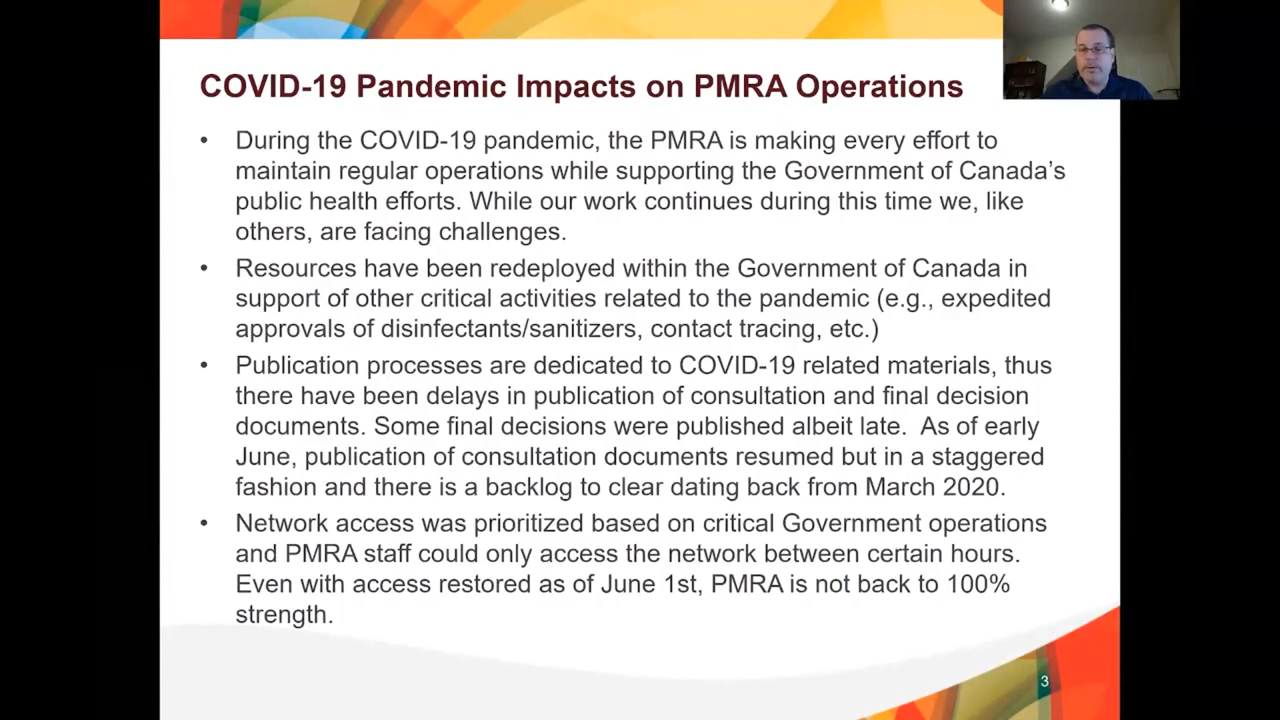 COVID-19 Pandemic Impacts on PMRA Operations
• During the COVID-19 pandemic, the PMRA is making every effort to
maintain regular operations while supporting the Government of Canada's
public health efforts. While our work continues during this time we, like
others, are facing challenges.
• Resources have been redeployed within the Government of Canada in
support of other critical activities related to the pandemic (e.g., expedited
approvals of disinfectants/sanitizers, contact tracing, etc.)
• Publication processes are dedicated to COVID-19 related materials, thus
there have been delays in publication of consultation and final decision
documents. Some final decisions were published albeit late.  As of early
June, publication of consultation documents resumed but in a staggered
fashion and there is a backlog to clear dating back from March 2020.
• Network access was prioritized based on critical Government operations
and PMRA staff could only access the network between certain hours.
Even with access restored as of June 1st, PMRA is not back to 100%
strength.
3